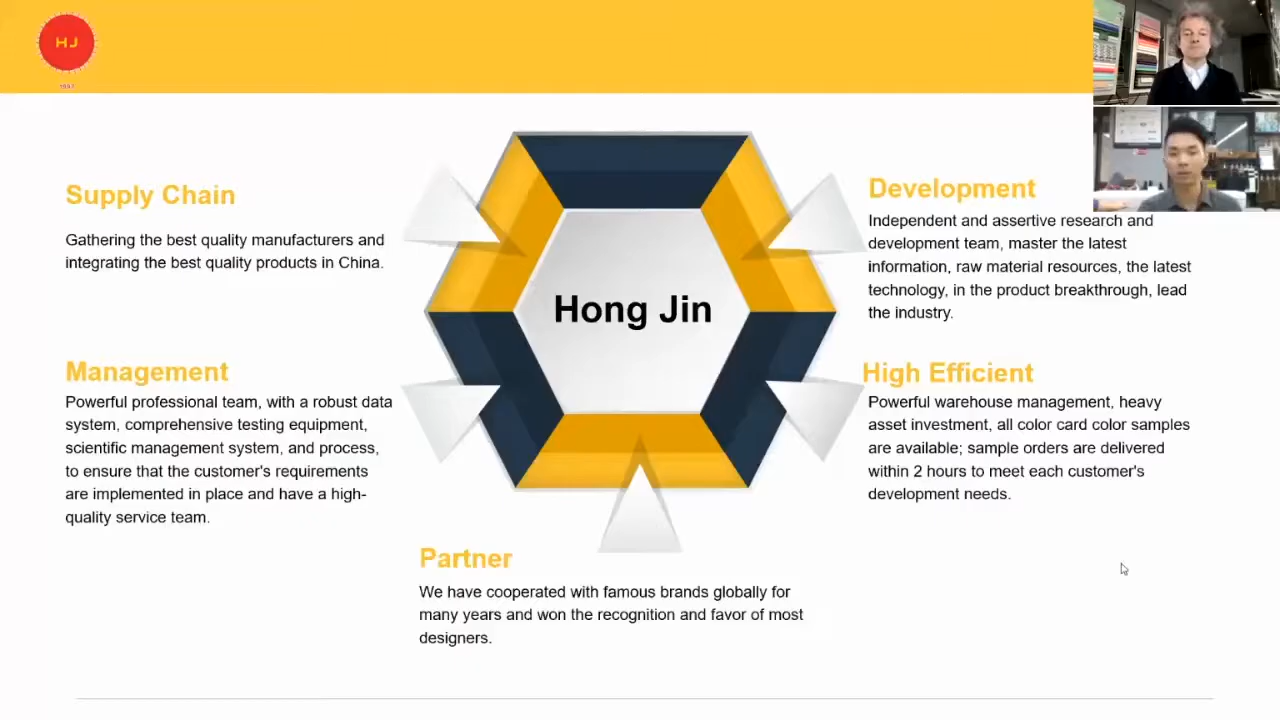 HJ
1997
Supply Chain
Gathering the best quality manufacturers and
integrating the best quality products in China.
Management
Powerful professional team, with a robust data
system, comprehensive testing equipment,
scientific management system, and process,
to ensure that the customer's requirements
are implemented in place and have a high-
quality service team.
Hong Jin
Development
Independent and assertive research and
development team, master the latest
information, raw material resources, the latest
technology, in the product breakthrough, lead
the industry.
High Efficient
Powerful warehouse management, heavy
asset investment, all color card color samples
are available; sample orders are delivered
within 2 hours to meet each customer's
development needs.
Partner
We have cooperated with famous brands globally for
many years and won the recognition and favor of most
designers.